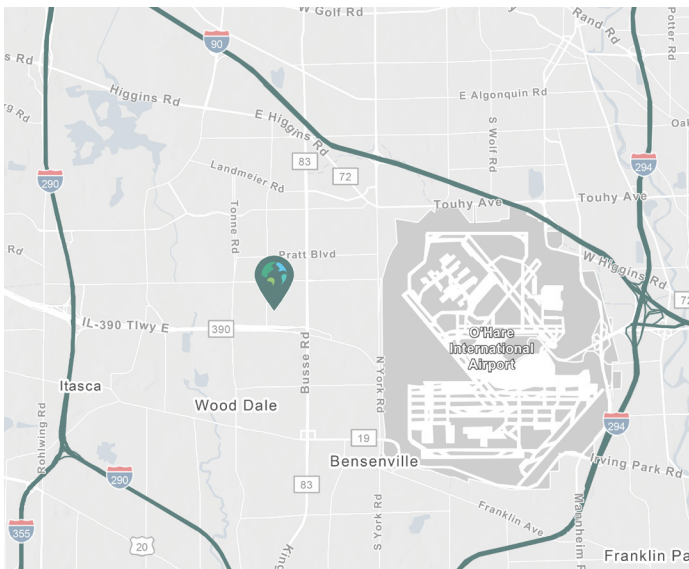 W Golf Rd
90
Rand Rd
Potter Rd
s Rd
Higgins Rd
E Algonquin Rd
rg Rd
E Higgins Rd
S Wolf Rd
Oak
83
Landmeier Rd
72
294
290
Touhy Ave
Touhy Ave
Tonne Rd
Rd
Pratt Blvd
W Higgins Rd
72
IL-390 Tlwy E
390
O'Hare
International
Airport
Busse Rd
N York Rd
Itasca
Wood Dale
Rohlwing Rd
19
294
Bensenville
Irving Park Rd
290
83
S York Rd
Franklin Ave
Mannheim R
355
20
King
Franklin Pa